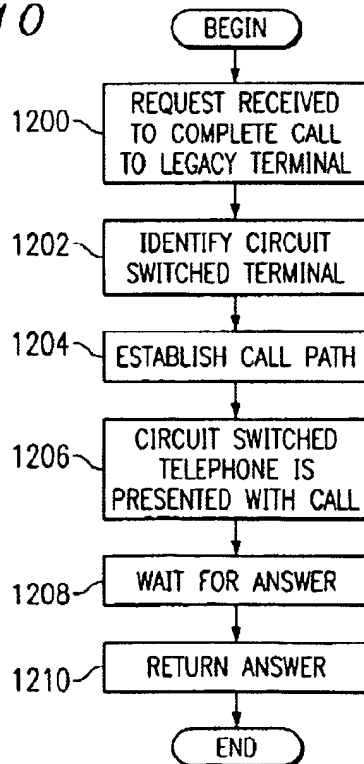 10
BEGIN
1200
REQUEST RECEIVED
TO COMPLETE CALL
TO LEGACY TERMINAL
1202
IDENTIFY CIRCUIT
SWITCHED TERMINAL
1204
ESTABLISH CALL PATH
1206
CIRCUIT SWITCHED
TELEPHONE IS
PRESENTED WITH CALL
1208
WAIT FOR ANSWER
1210
RETURN ANSWER
END